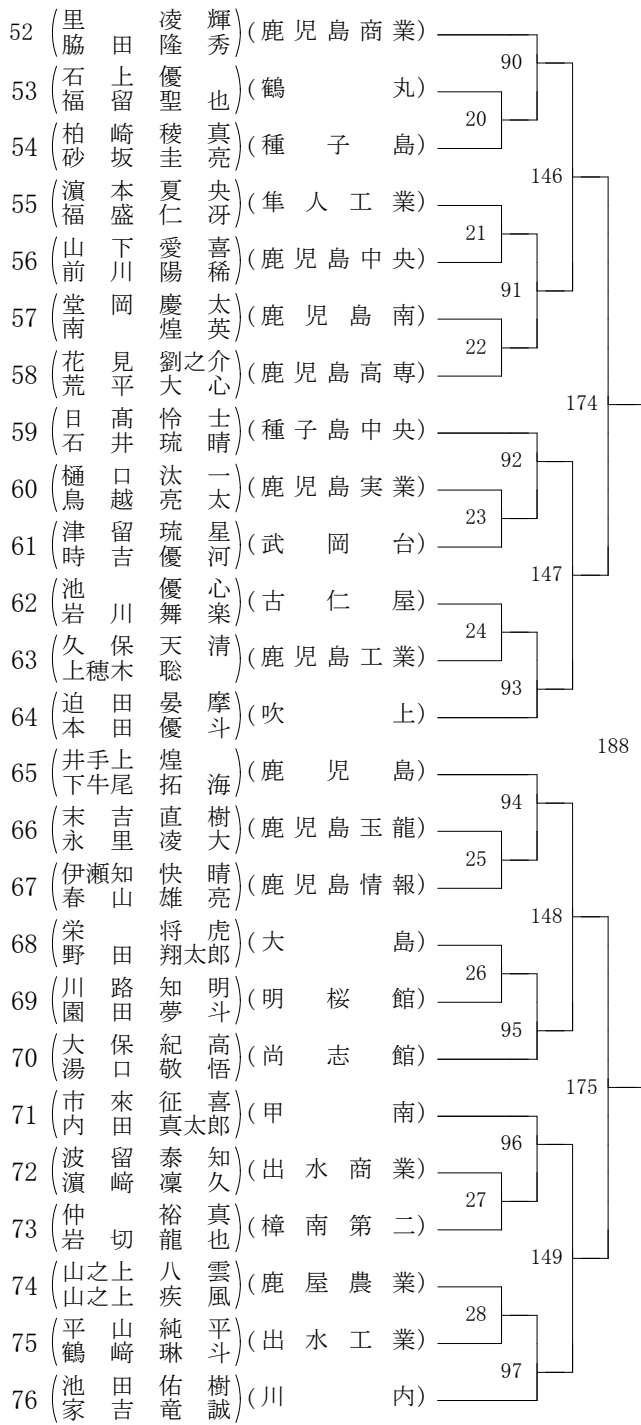 52 (里 凌輝 脇田隆秀) (鹿児島商業)
53 (石上優 福留聖也) (鶴丸)
54 (柏崎稜真 砂坂圭亮) (種子島)
55 (濵本夏央 福盛仁冴) (隼人工業)
56 (山下愛喜 前川陽稀) (鹿児島中央)
57 (堂岡慶太 南 煌英) (鹿児島南)
58 (花見劉之介 荒平大心) (鹿児島高専)
59 (日髙怜士 石井琉晴) (種子島中央)
60 (樋口汰一 鳥越亮太) (鹿児島実業)
61 (津留琉星 時吉優河) (武岡台)
62 (池 優心 岩川舞楽) (古仁屋)
63 (久保天清 上穂木聡) (鹿児島工業)
64 (迫田晏摩 本田優斗) (吹上)
65 (井手上煌 下牛尾拓海) (鹿児島)
66 (末吉直樹 永里凌大) (鹿児島玉龍)
67 (伊瀬知快晴 春山雄亮) (鹿児島情報)
68 (栄 将虎 野田翔太郎) (大島)
69 (川路知明 園田夢斗) (明桜館)
70 (大保紀高 湯口敬悟) (尚志館)
71 (市來征喜 内田真太郎) (甲南)
72 (波留泰知 濵﨑凜久) (出水商業)
73 (仲 裕真 岩切龍也) (樟南第二)
74 (山之上八雲 山之上疾風) (鹿屋農業)
75 (平山純平 鶴﨑琳斗) (出水工業)
76 (池田佑樹 家吉竜誠) (川内)
90
20
146
21
91
22
174
92
23
147
24
93
188
94
25
148
26
95
175
96
27
149
28
97